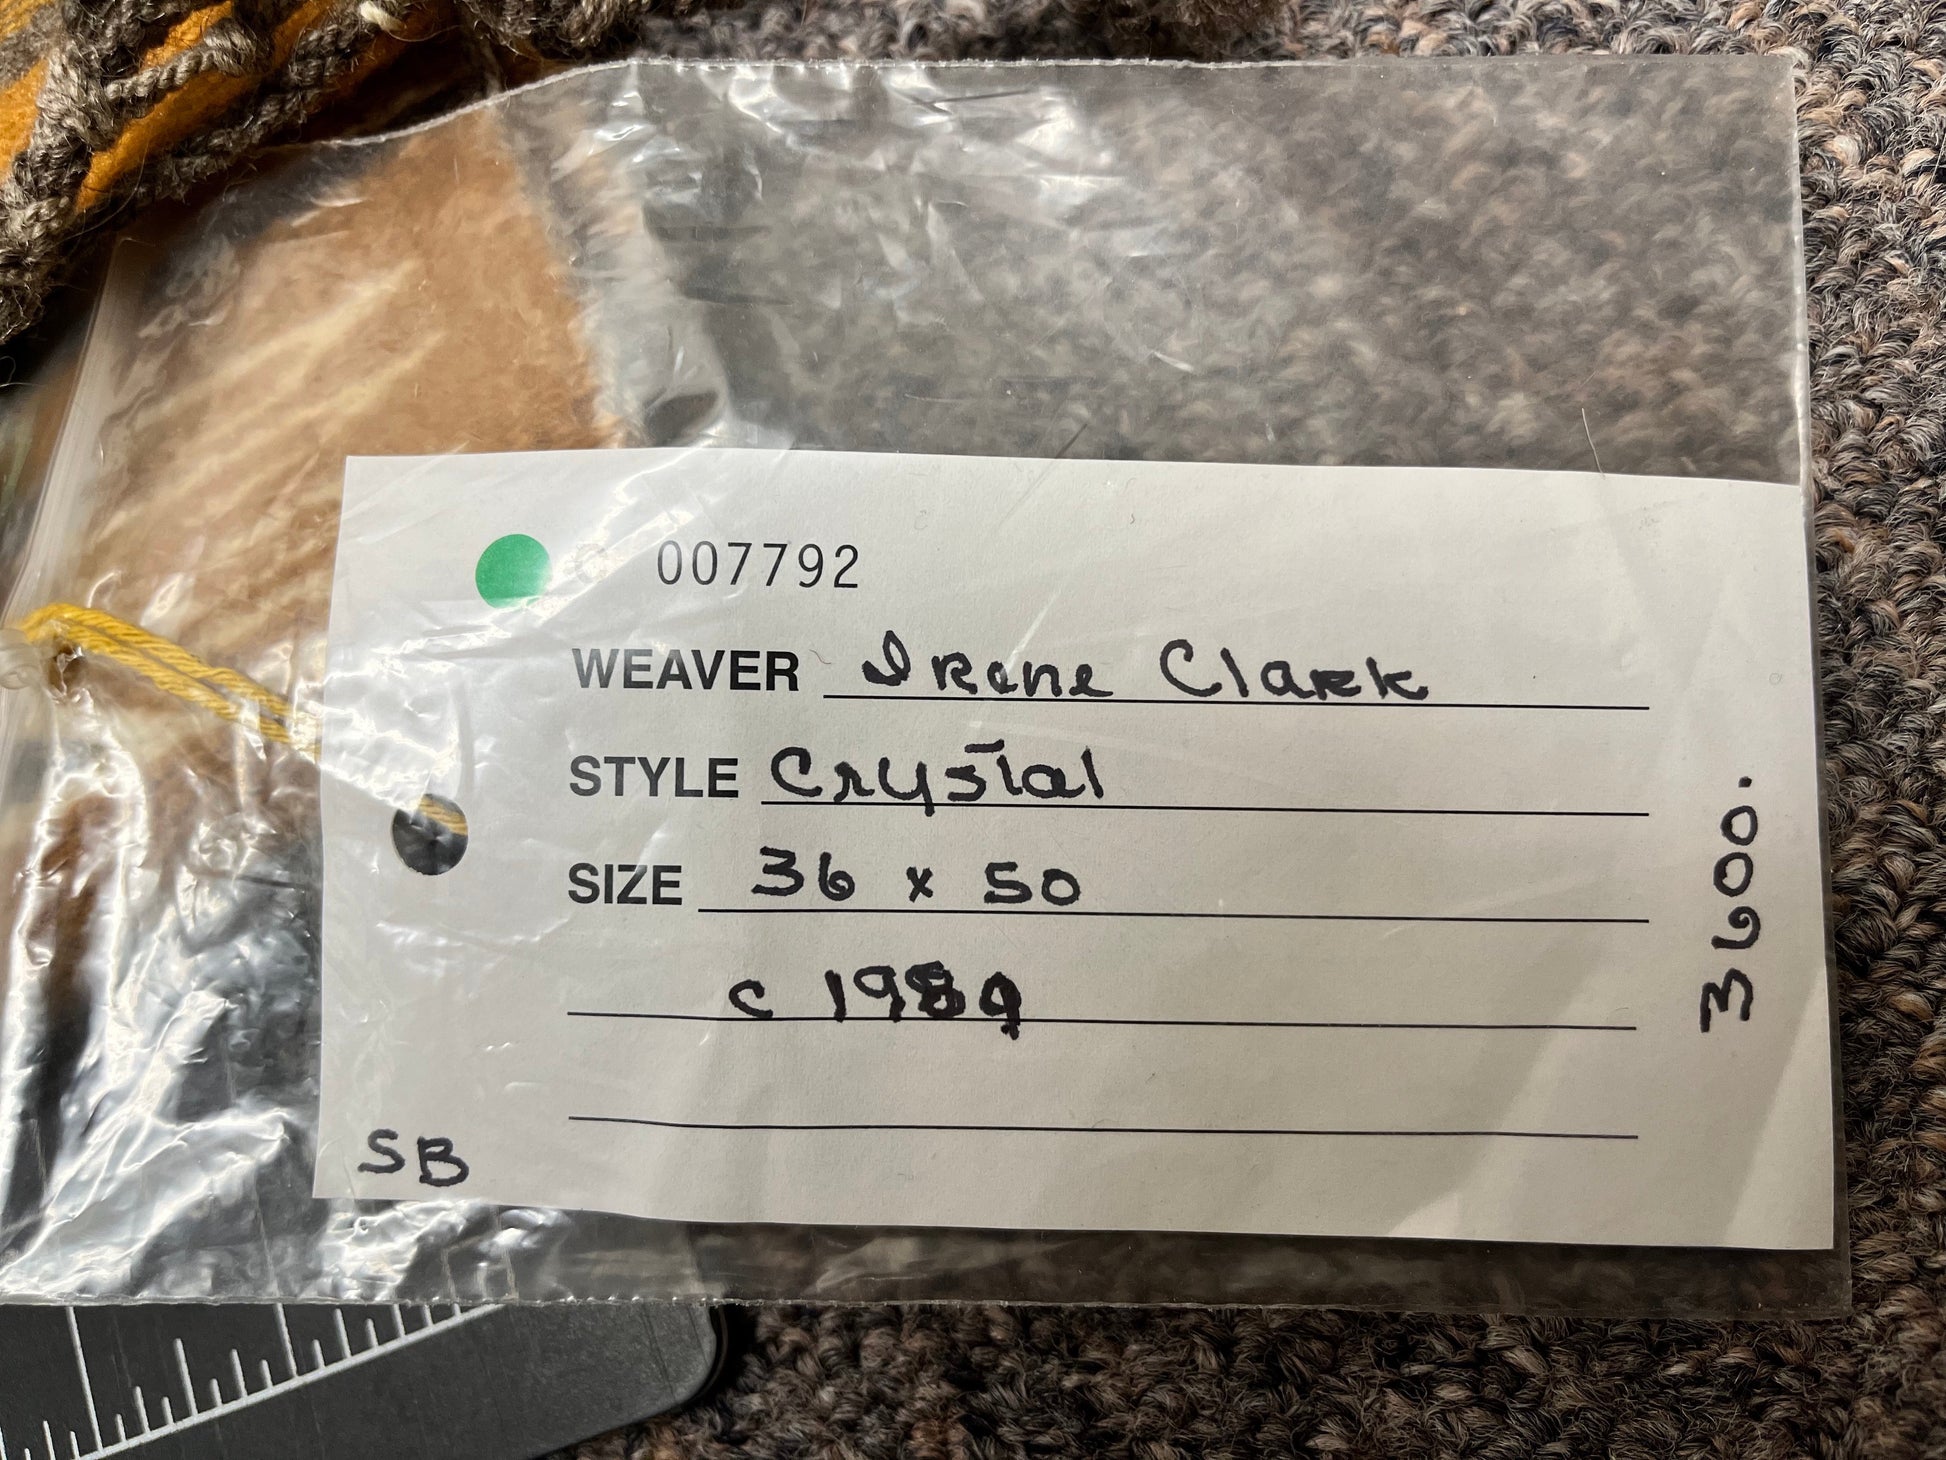 007792
WEAVER Irene Clark
STYLE Crystal
SIZE 36 x 50
c 1989
SB
3600.